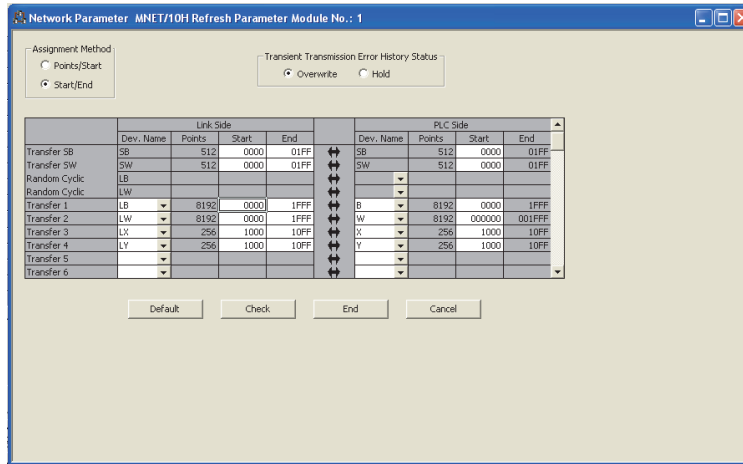 Network Parameter MNET/10H Refresh Parameter Module No.: 1
Assignment Method
Points/Start
Start/End
Transient Transmission Error History Status
Overwrite Hold
Link Side PLC Side
Dev. Name Points Start End Dev. Name Points Start End
Transfer SB SB 512 0000 01FF SB 512 0000 01FF
Transfer SW SW 512 0000 01FF SW 512 0000 01FF
Random Cyclic LB
Random Cyclic LW
Transfer 1 LB 8192 0000 1FFF B 8192 0000 1FFF
Transfer 2 LW 8192 0000 1FFF W 8192 000000 001FFF
Transfer 3 LX 256 1000 10FF X 256 1000 10FF
Transfer 4 LY 256 1000 10FF Y 256 1000 10FF
Transfer 5
Transfer 6
Default Check End Cancel